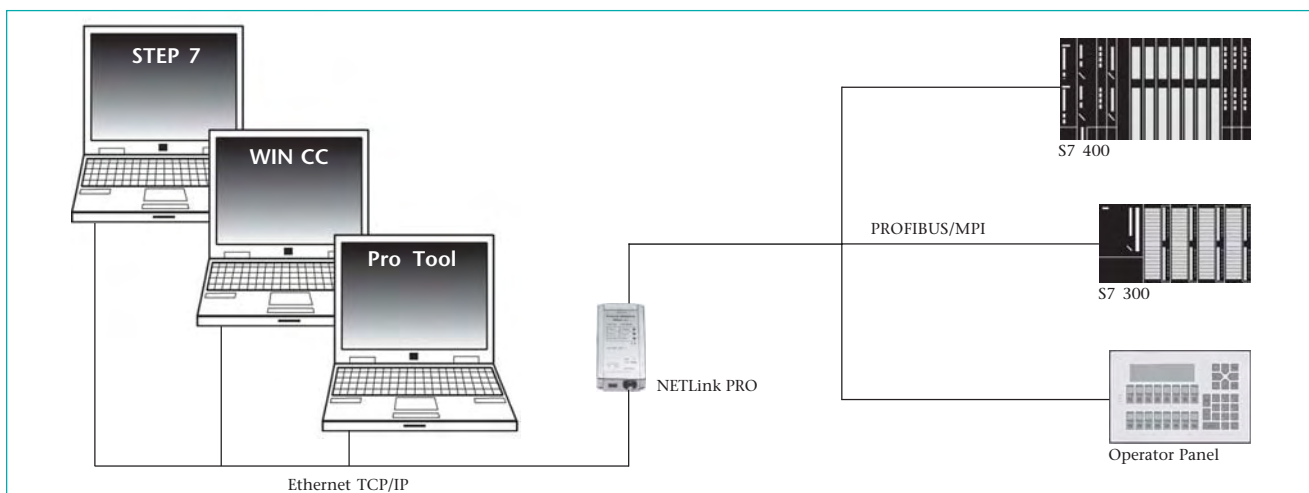 STEP 7
WIN CC
Pro Tool
S7 400
PROFIBUS/MPI
S7 300
NETLink PRO
Operator Panel
Ethernet TCP/IP